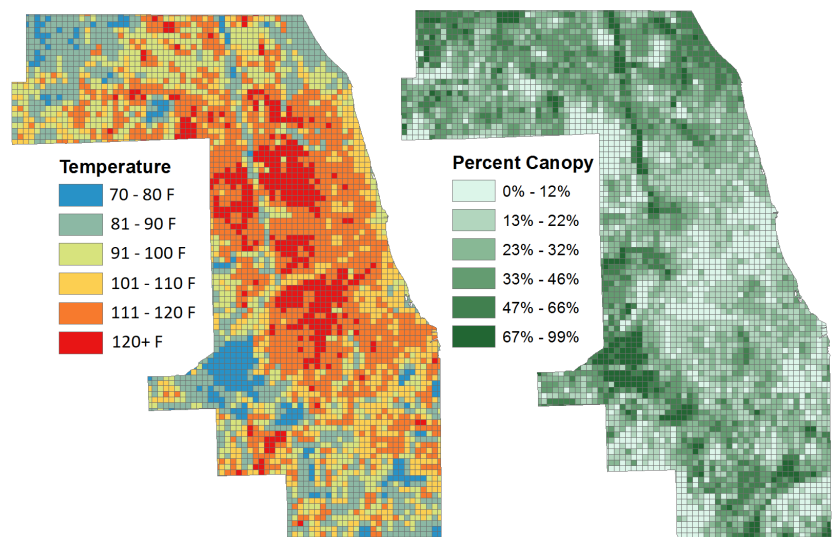 Temperature
70 - 80 F
81 - 90 F
91 - 100 F
101 - 110 F
111 - 120 F
120+ F
Percent Canopy
0% - 12%
13% - 22%
23% - 32%
33% - 46%
47% - 66%
67% - 99%